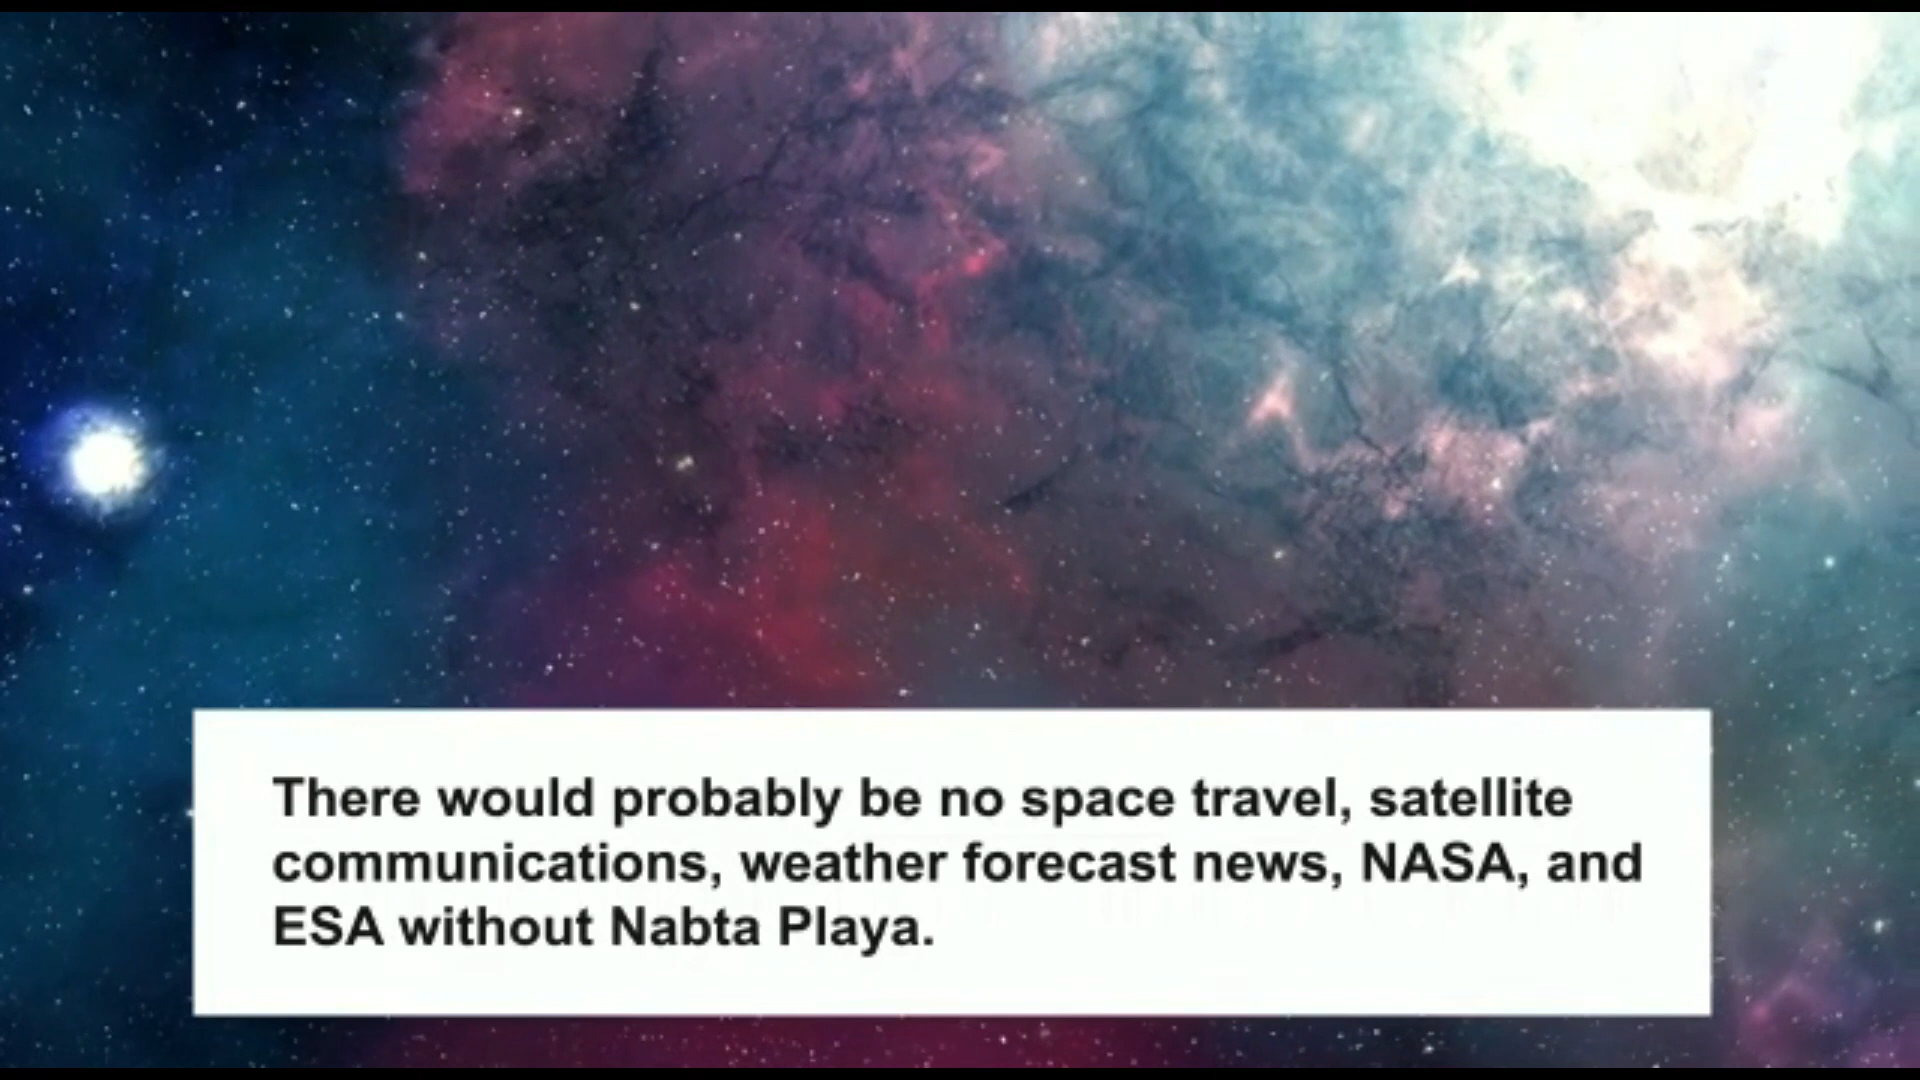 There would probably be no space travel, satellite
communications, weather forecast news, NASA, and
ESA without Nabta Playa.